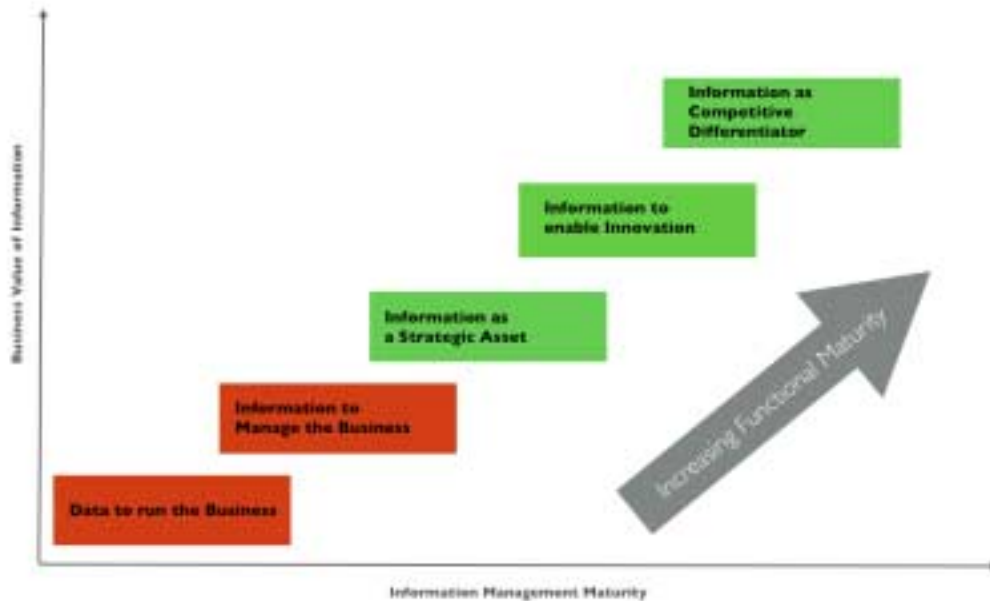 Information as
Competitive
Differentiator
Information to
enable Innovation
Information as
a Strategic Asset
Information to
Manage the Business
Data to run the Business
Increasing Functional Maturity
Business Value of Information
Information Management Maturity